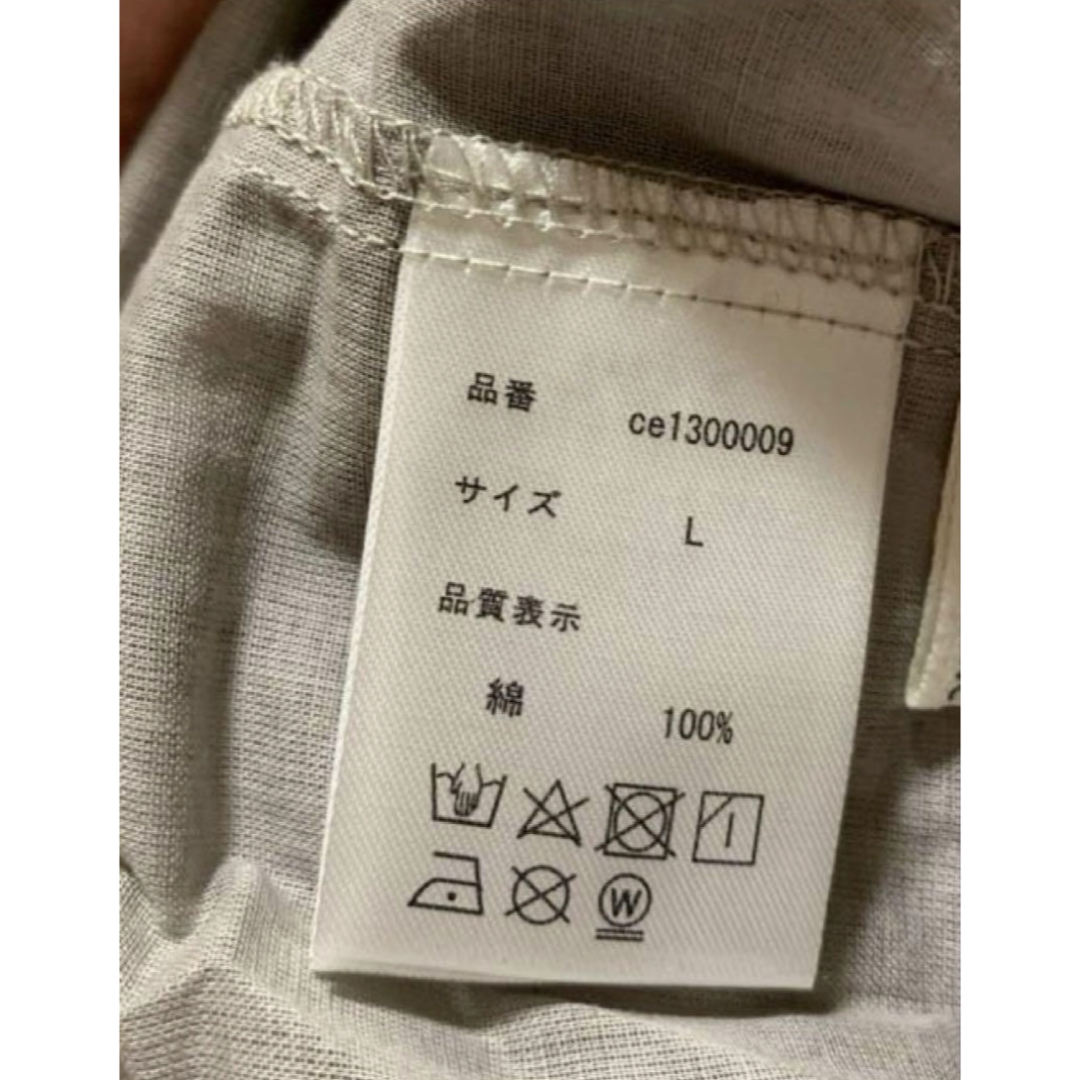 品番 ce1300009
サイズ L
品質表示
綿 100%
W